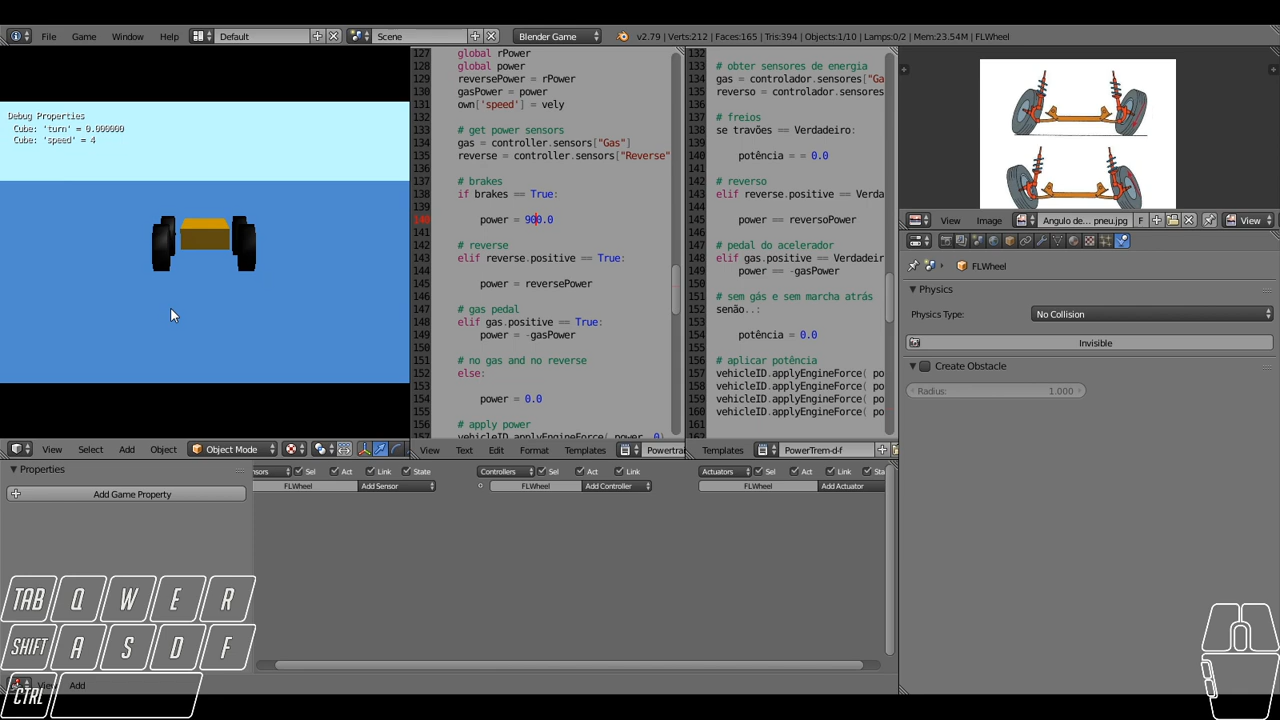 File Game Window Help Default Scene Blender Game v2.79 | Verts:212 | Faces:165 | Tris:394 | Objects:1/10 | Lamps:0/2 | Mem:23.54M | FLWheel
Debug Properties
Cube: 'turn' = 0.000000
Cube: 'speed' = 4
127 global rPower
128 global power
129 reversePower = rPower
130 gasPower = power
131 own['speed'] = vely
132
133 # get power sensors
134 gas = controller.sensors["Gas"]
135 reverse = controller.sensors["Reverse"
136
137 # brakes
138 if brakes == True:
139
140 power = 900.0
141
142 # reverse
143 elif reverse.positive == True:
144
145 power = reversePower
146
147 # gas pedal
148 elif gas.positive == True:
149 power = -gasPower
150
151 # no gas and no reverse
152 else:
153
154 power = 0.0
155
156 # apply power
vehicleID.applyEngineForce( power, 0)
132
133 # obter sensores de energia
134 gas = controlador.sensores["Ga
135 reverso = controlador.sensores
136
137 # freios
138 se travões == Verdadeiro:
139
140 potência = = 0.0
141
142 # reverso
143 elif reverse.positive == Verda
144
145 power == reversoPower
146
147 # pedal do acelerador
148 elif gas.positive == Verdadeir
149 power == -gasPower
150
151 # sem gás e sem marcha atrás
152 senão..:
153
154 potência = 0.0
155
156 # aplicar potência
157 vehicleID.applyEngineForce( po
158 vehicleID.applyEngineForce( po
159 vehicleID.applyEngineForce( po
160 vehicleID.applyEngineForce( po
161
162
View Image Angulo de ...pneu.jpg F View
FLWheel
Physics
Physics Type: No Collision
Invisible
Create Obstacle
Radius: 1.000
View Select Add Object Object Mode
View Text Edit Format Templates Powertra
Templates PowerTrem-d-f
Properties
Add Game Property
nsors Sel Act Link State
FLWheel Add Sensor
Controllers Sel Act Link
FLWheel Add Controller
Actuators Sel Act Link Sta
FLWheel Add Actuator
TAB Q W E R
SHIFT A S D F
CTRL
Add